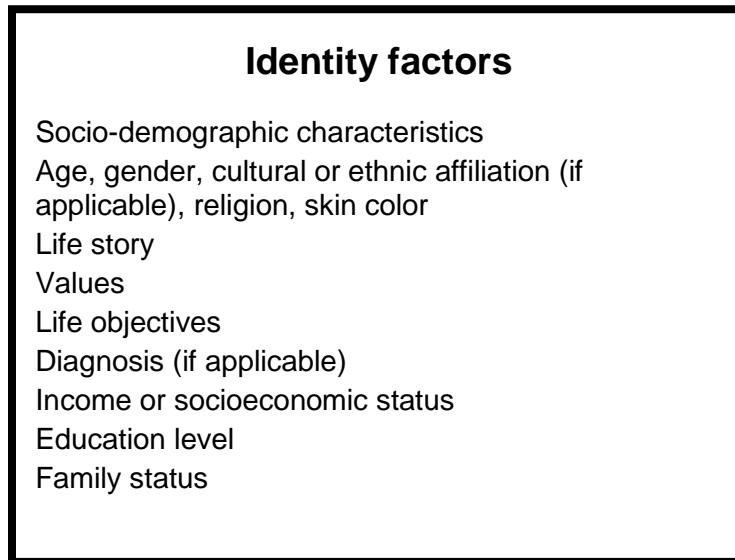 Identity factors
Socio-demographic characteristics
Age, gender, cultural or ethnic affiliation (if
applicable), religion, skin color
Life story
Values
Life objectives
Diagnosis (if applicable)
Income or socioeconomic status
Education level
Family status